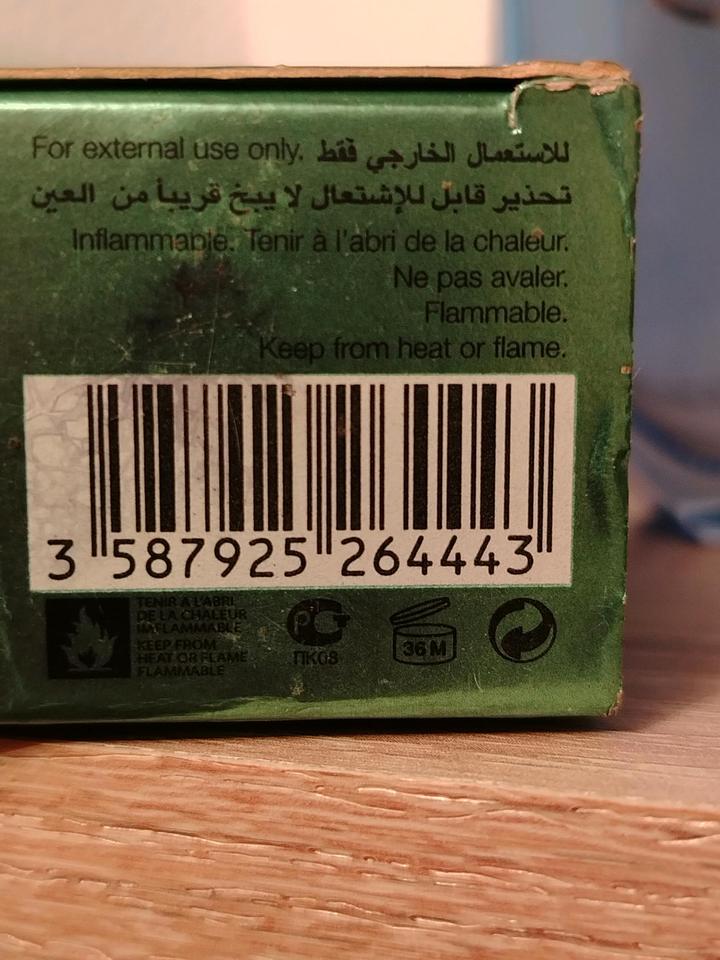 For external use only. للاستعمال الخارجي فقط
تحذير قابل للإشتعال لا يبخ قريباً من العين
Inflammable. Tenir à l'abri de la chaleur.
Ne pas avaler.
Flammable.
Keep from heat or flame.
3 587925 264443
TENIR A L'ABRI
DE LA CHALEUR
IMFLAMMABLE
KEEP FROM
HEAT OR FLAME
FLAMMABLE
РСТ
ПК08
36 M